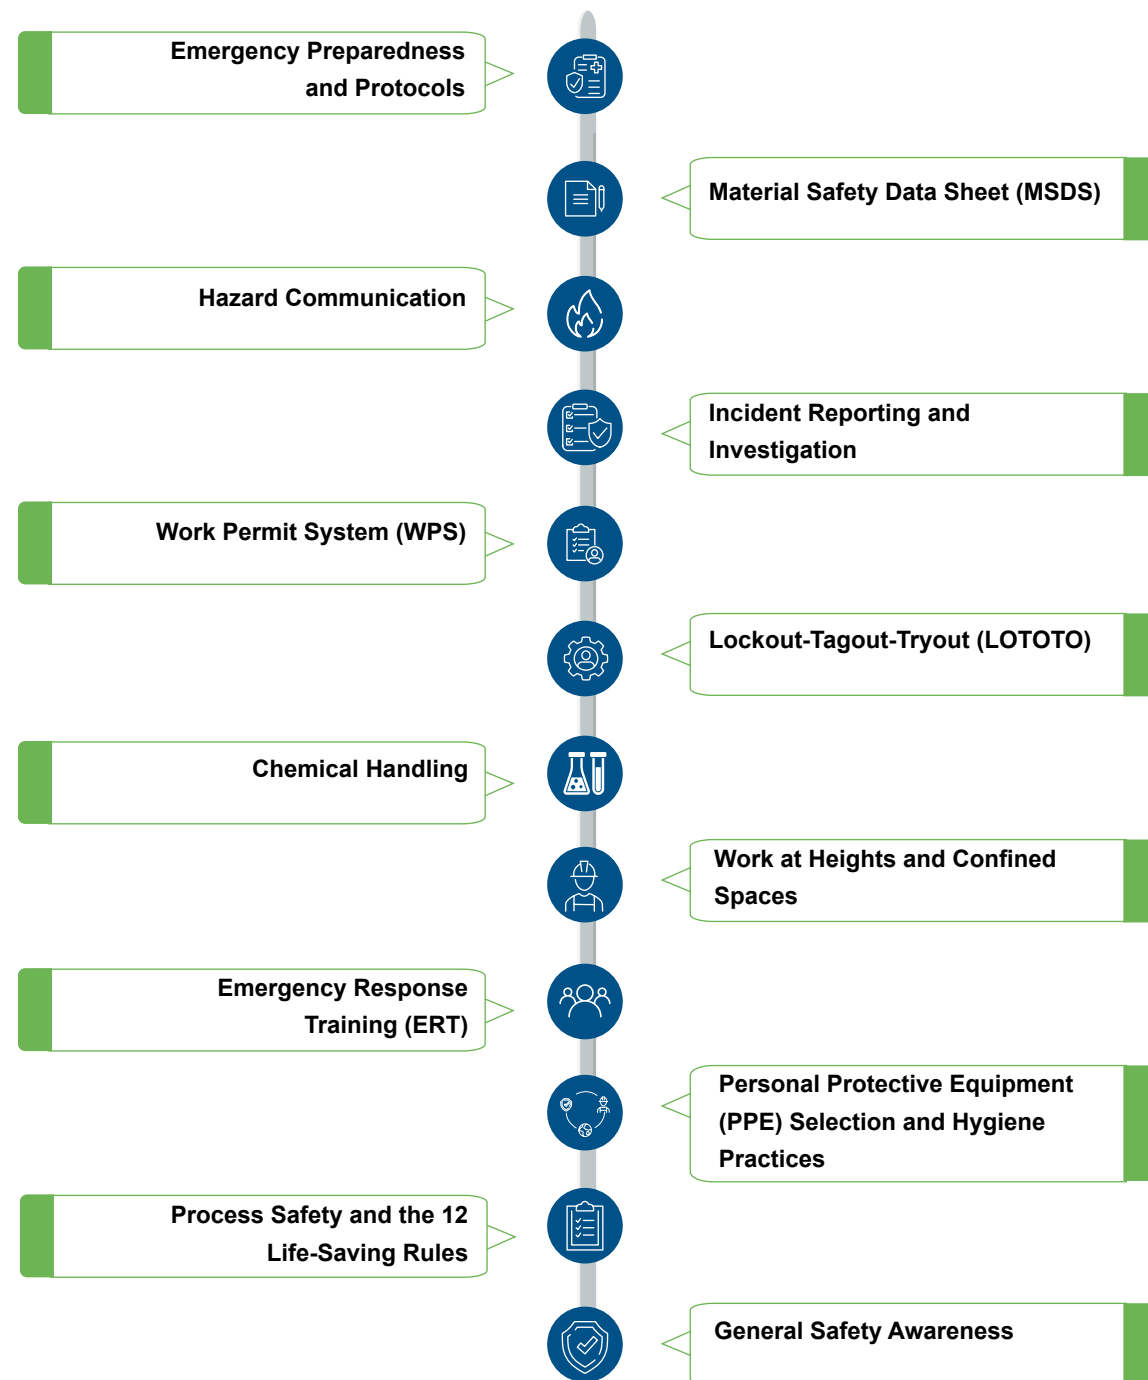 Emergency Preparedness
and Protocols
Material Safety Data Sheet (MSDS)
Hazard Communication
Incident Reporting and
Investigation
Work Permit System (WPS)
Lockout-Tagout-Tryout (LOTOTO)
Chemical Handling
Work at Heights and Confined
Spaces
Emergency Response
Training (ERT)
Personal Protective Equipment
(PPE) Selection and Hygiene
Practices
Process Safety and the 12
Life-Saving Rules
General Safety Awareness